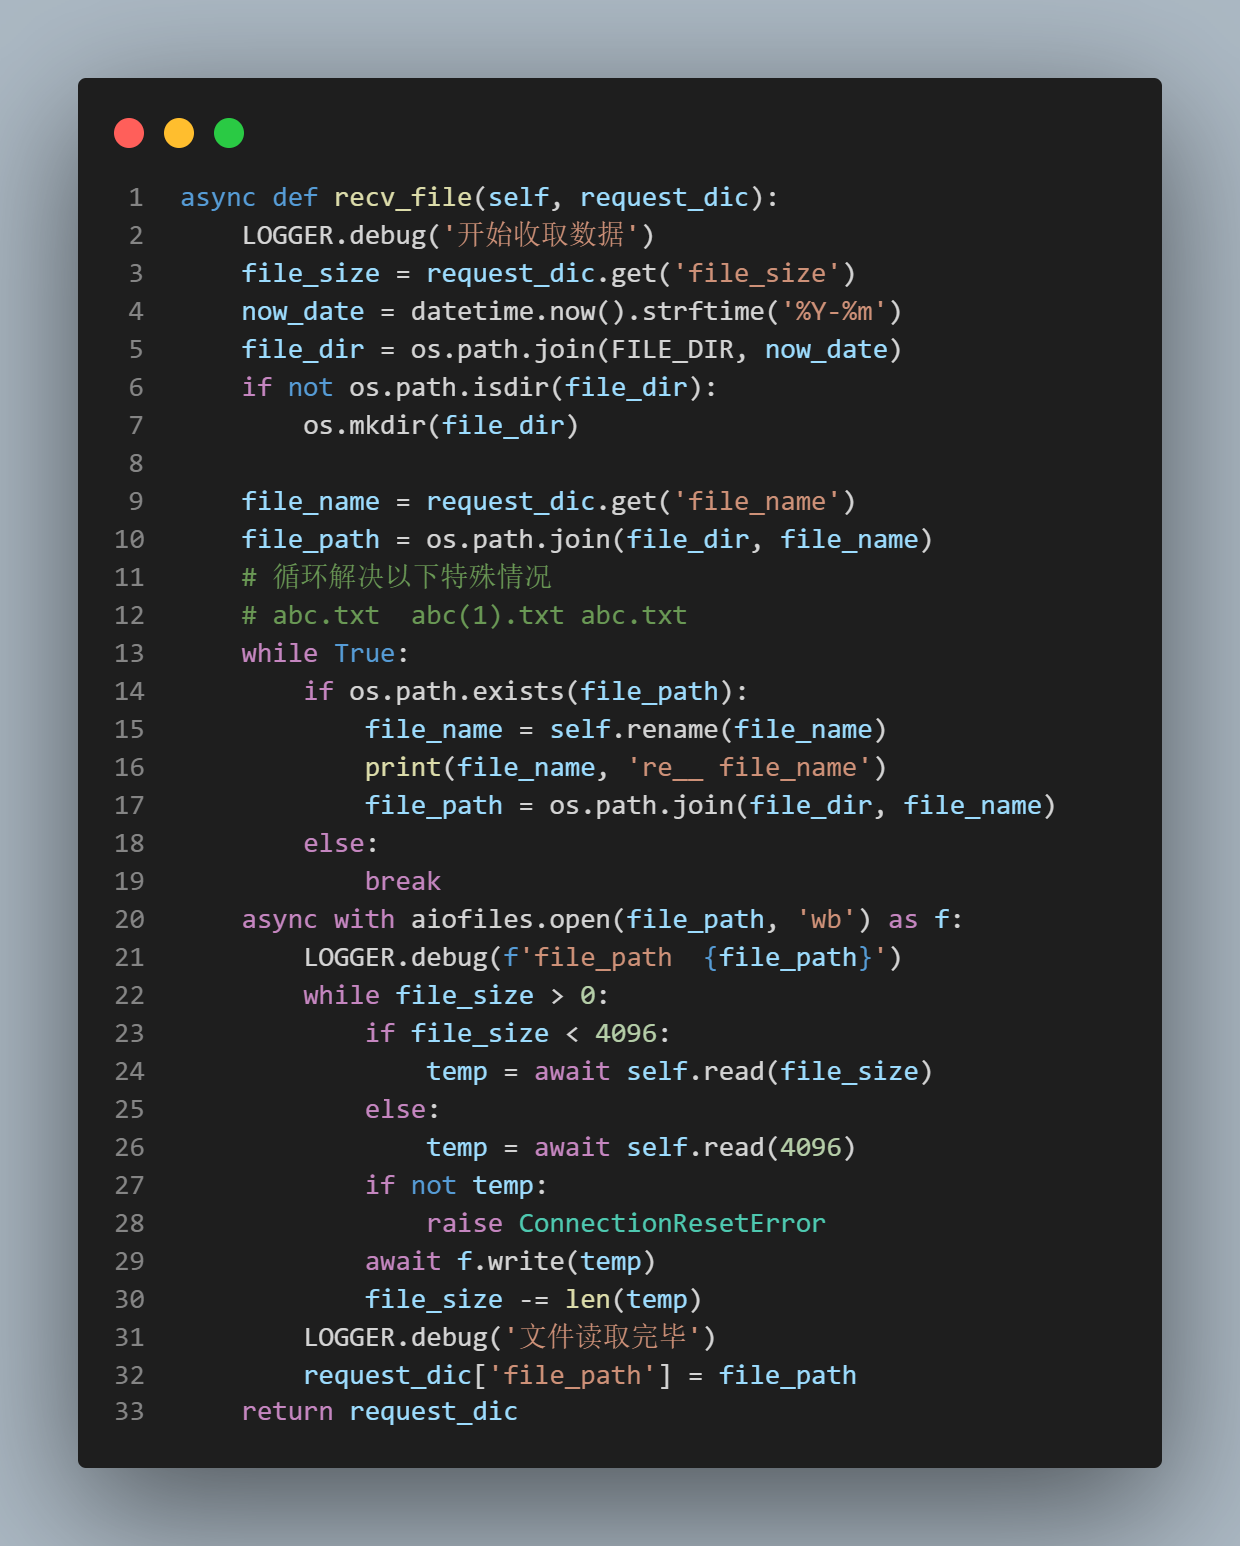 1 async def recv_file(self, request_dic):
2     LOGGER.debug('开始收取数据')
3     file_size = request_dic.get('file_size')
4     now_date = datetime.now().strftime('%Y-%m')
5     file_dir = os.path.join(FILE_DIR, now_date)
6     if not os.path.isdir(file_dir):
7         os.mkdir(file_dir)
8
9     file_name = request_dic.get('file_name')
10     file_path = os.path.join(file_dir, file_name)
11     # 循环解决以下特殊情况
12     # abc.txt  abc(1).txt abc.txt
13     while True:
14         if os.path.exists(file_path):
15             file_name = self.rename(file_name)
16             print(file_name, 're__ file_name')
17             file_path = os.path.join(file_dir, file_name)
18         else:
19             break
20     async with aiofiles.open(file_path, 'wb') as f:
21         LOGGER.debug(f'file_path  {file_path}')
22         while file_size > 0:
23             if file_size < 4096:
24                 temp = await self.read(file_size)
25             else:
26                 temp = await self.read(4096)
27             if not temp:
28                 raise ConnectionResetError
29             await f.write(temp)
30             file_size -= len(temp)
31         LOGGER.debug('文件读取完毕')
32         request_dic['file_path'] = file_path
33     return request_dic